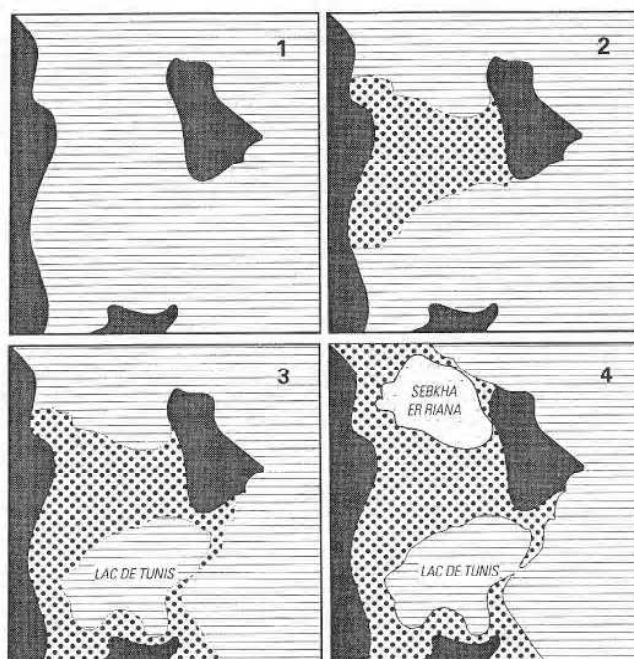 1
2
3
LAC DE TUNIS
4
SEBKHA
ER RIANA
LAC DE TUNIS